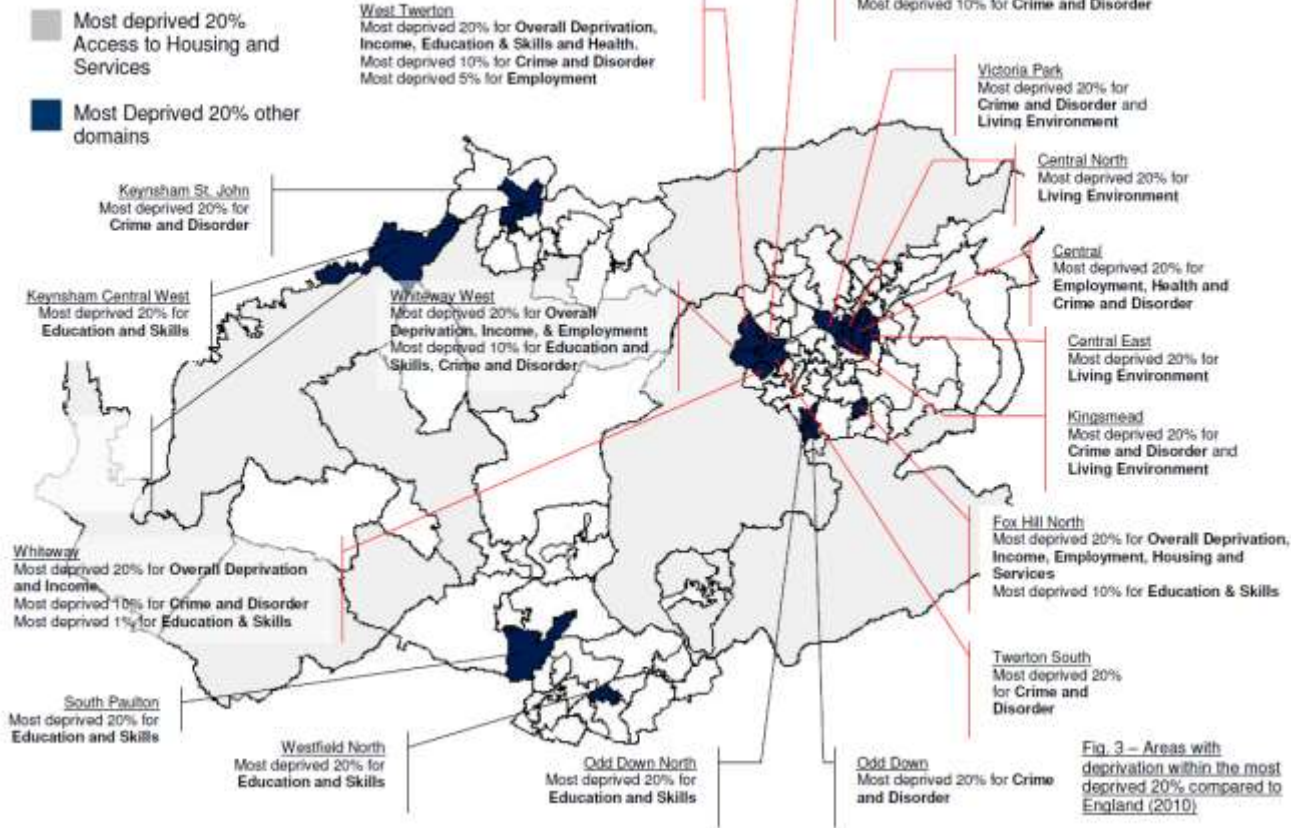 Most deprived 20%
Access to Housing and
Services
Most Deprived 20% other
domains
West Twerton
Most deprived 20% for Overall Deprivation,
Income, Education & Skills and Health.
Most deprived 10% for Crime and Disorder
Most deprived 5% for Employment
Most deprived 10% for Crime and Disorder
Victoria Park
Most deprived 20% for
Crime and Disorder and
Living Environment
Central North
Most deprived 20% for
Living Environment
Keynsham St. John
Most deprived 20% for
Crime and Disorder
Central
Most deprived 20% for
Employment, Health and
Crime and Disorder
Keynsham Central West
Most deprived 20% for
Education and Skills
Whiteway West
Most deprived 20% for Overall
Deprivation, Income, & Employment
Most deprived 10% for Education and
Skills, Crime and Disorder
Central East
Most deprived 20% for
Living Environment
Kingsmead
Most deprived 20% for
Crime and Disorder and
Living Environment
Whiteway
Most deprived 20% for Overall Deprivation
and Income
Most deprived 10% for Crime and Disorder
Most deprived 1% for Education & Skills
Fox Hill North
Most deprived 20% for Overall Deprivation,
Income, Employment, Housing and
Services
Most deprived 10% for Education & Skills
Twerton South
Most deprived 20%
for Crime and
Disorder
South Paulton
Most deprived 20% for
Education and Skills
Westfield North
Most deprived 20% for
Education and Skills
Odd Down North
Most deprived 20% for
Education and Skills
Odd Down
Most deprived 20% for Crime
and Disorder
Fig. 3 – Areas with
deprivation within the most
deprived 20% compared to
England (2010)